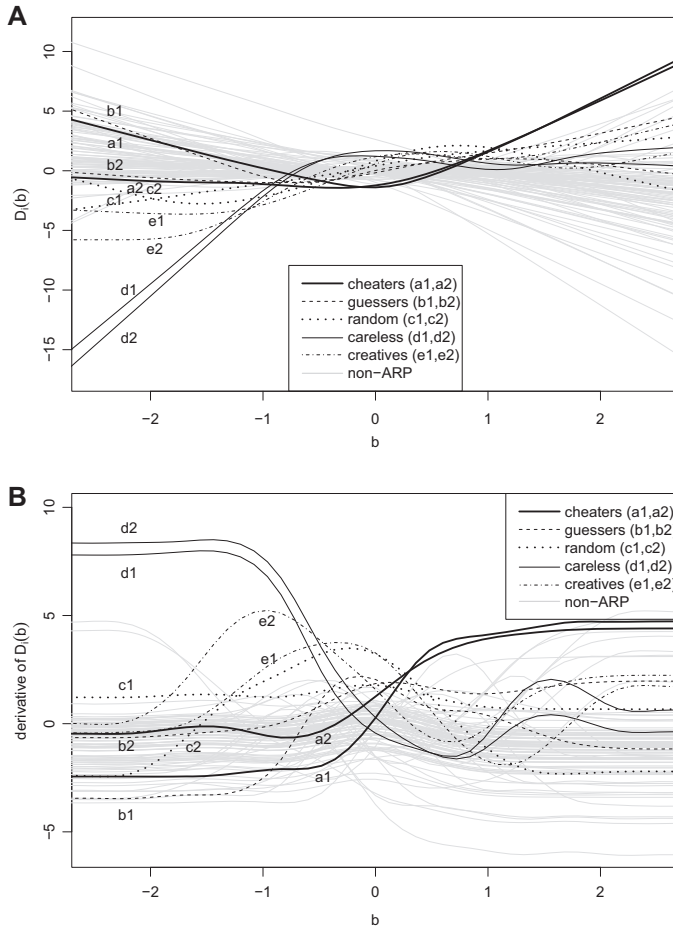 A
10
5
0
−5
−10
−15
Di(b)
b1
a1
b2
a2
c2
c1
e1
e2
d1
d2
cheaters (a1,a2)
guessers (b1,b2)
random (c1,c2)
careless (d1,d2)
creatives (e1,e2)
non−ARP
−2
−1
0
1
2
b
B
10
5
0
−5
derivative of Di(b)
d2
d1
e2
e1
c1
b2
c2
a2
a1
b1
cheaters (a1,a2)
guessers (b1,b2
random (c1,c2)
careless (d1,d2)
creatives (e1,e2)
non−ARP
−2
−1
0
1
2
b